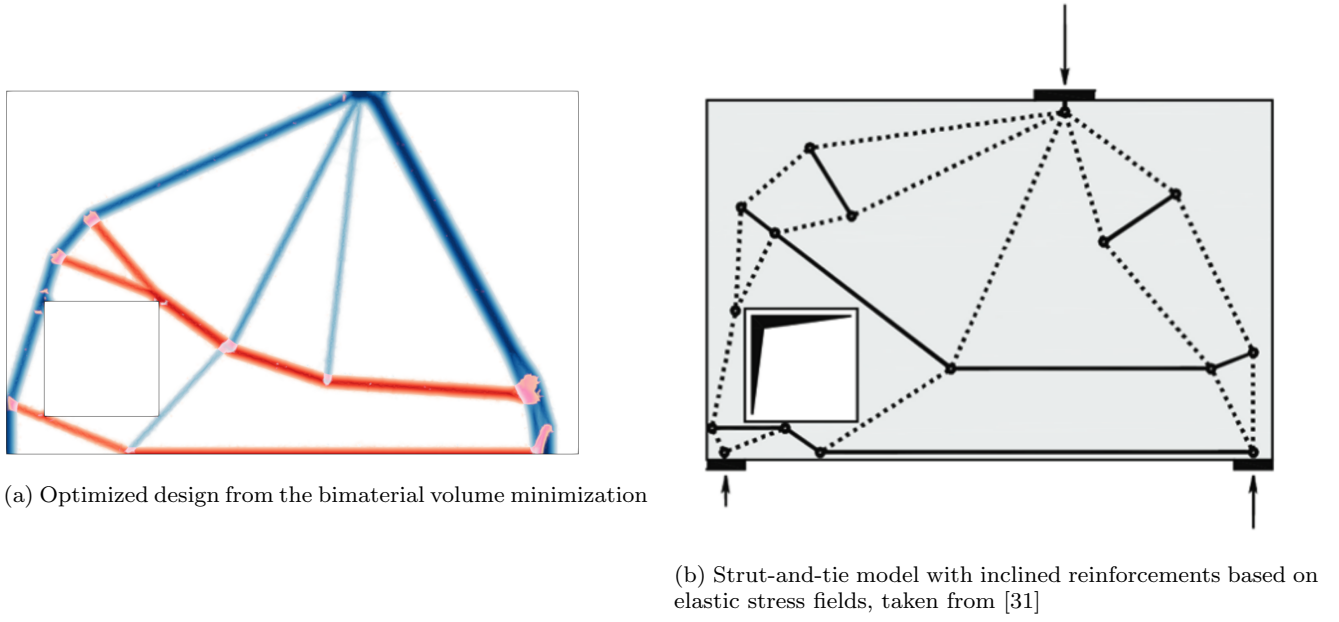 (a) Optimized design from the bimaterial volume minimization
(b) Strut-and-tie model with inclined reinforcements based on
elastic stress fields, taken from [31]